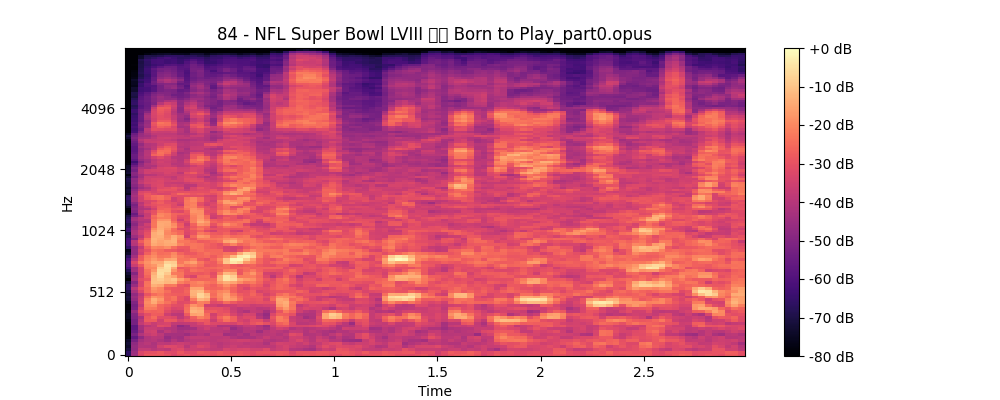 84 - NFL Super Bowl LVIII Born to Play_part0.opus
Hz
4096
2048
1024
512
0
0
0.5
1
1.5
2
2.5
Time
+0 dB
-10 dB
-20 dB
-30 dB
-40 dB
-50 dB
-60 dB
-70 dB
-80 dB